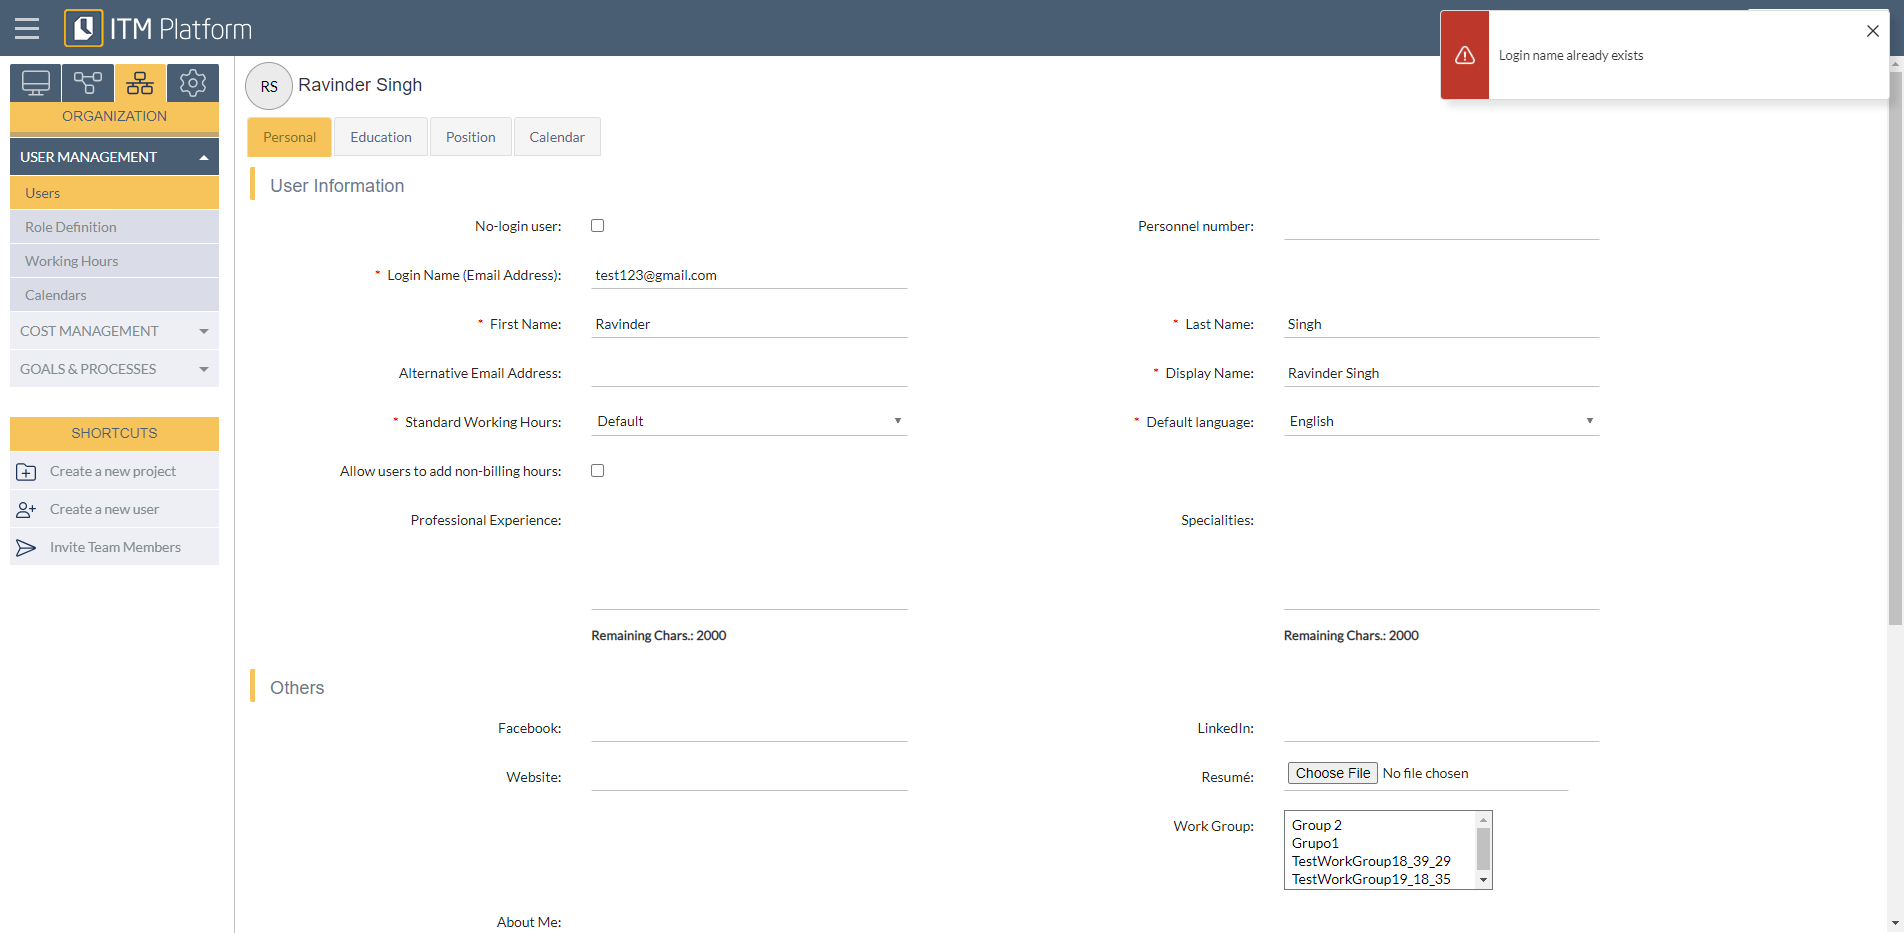 ITM Platform
Login name already exists
ORGANIZATION
USER MANAGEMENT
Users
Role Definition
Working Hours
Calendars
COST MANAGEMENT
GOALS & PROCESSES
SHORTCUTS
Create a new project
Create a new user
Invite Team Members
RS Ravinder Singh
Personal Education Position Calendar
User Information
No-login user: Personnel number:
* Login Name (Email Address): test123@gmail.com
* First Name: Ravinder * Last Name: Singh
Alternative Email Address: * Display Name: Ravinder Singh
* Standard Working Hours: Default * Default language: English
Allow users to add non-billing hours:
Professional Experience: Specialities:
Remaining Chars.: 2000 Remaining Chars.: 2000
Others
Facebook: LinkedIn:
Website: Resumé: Choose File No file chosen
Work Group: Group 2
Grupo1
TestWorkGroup18_39_29
TestWorkGroup19_18_35
About Me: